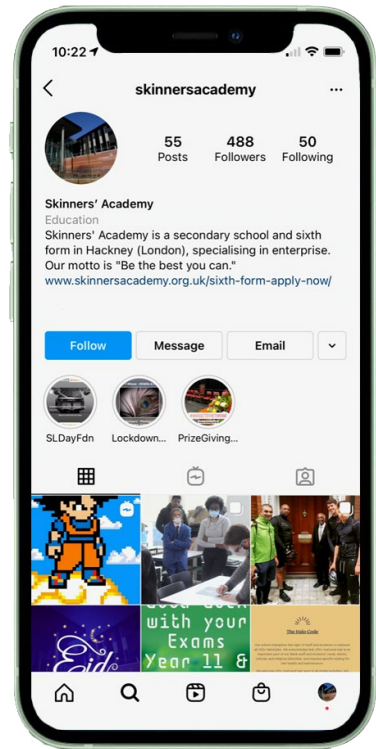 10:22
skinnersacademy
55 488 50
Posts Followers Following
Skinners' Academy
Education
Skinners' Academy is a secondary school and sixth
form in Hackney (London), specialising in enterprise.
Our motto is "Be the best you can."
www.skinnersacademy.org.uk/sixth-form-apply-now/
Follow Message Email
SLDayFdn Lockdown... PrizeGiving...
Eid
Good Luck
with your
Exams
Year 11 &
The Halo Code